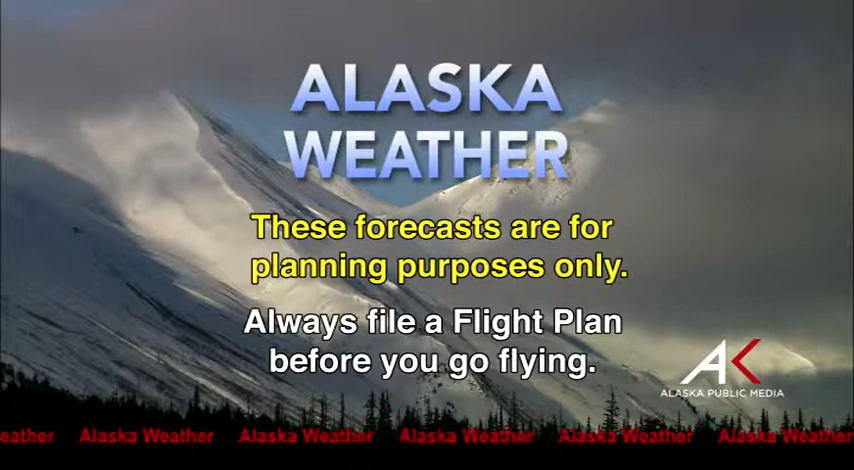 ALASKA
WEATHER
These forecasts are for
planning purposes only.
Always file a Flight Plan
before you go flying.
AK
ALASKA PUBLIC MEDIA
eather Alaska Weather Alaska Weather Alaska Weather Alaska Weather Alaska Weather